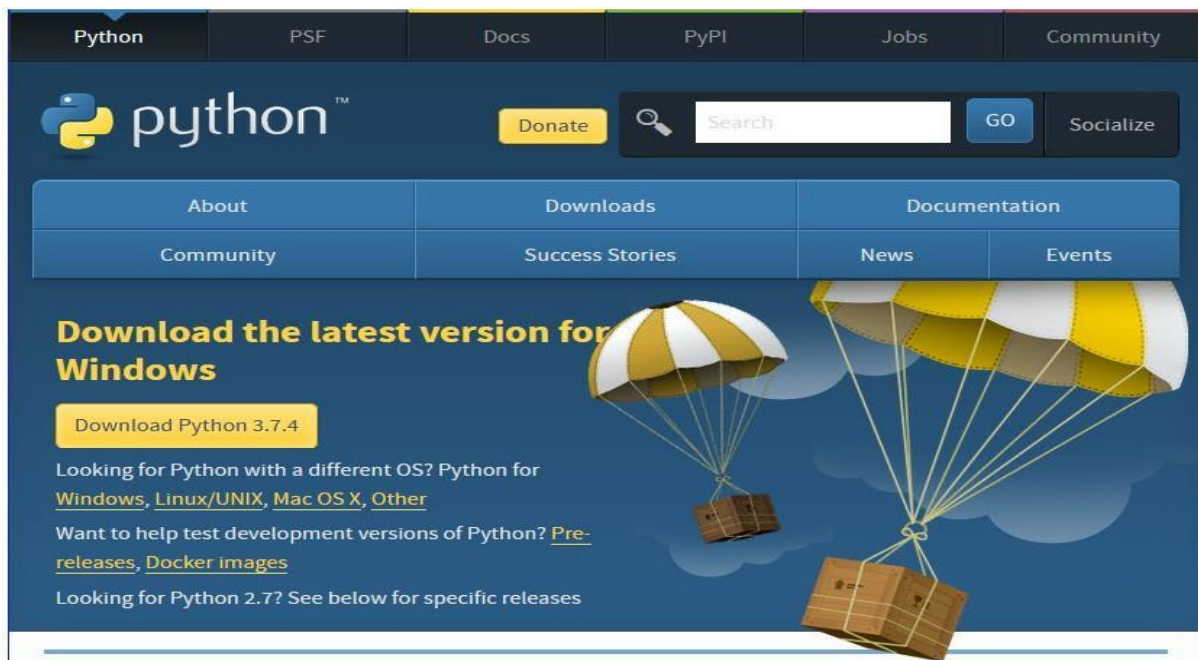 Python PSF Docs PyPI Jobs Community
python™ Donate Search GO Socialize
About Downloads Documentation
Community Success Stories News Events
Download the latest version for
Windows
Download Python 3.7.4
Looking for Python with a different OS? Python for
Windows, Linux/UNIX, Mac OS X, Other
Want to help test development versions of Python? Pre-
releases, Docker images
Looking for Python 2.7? See below for specific releases